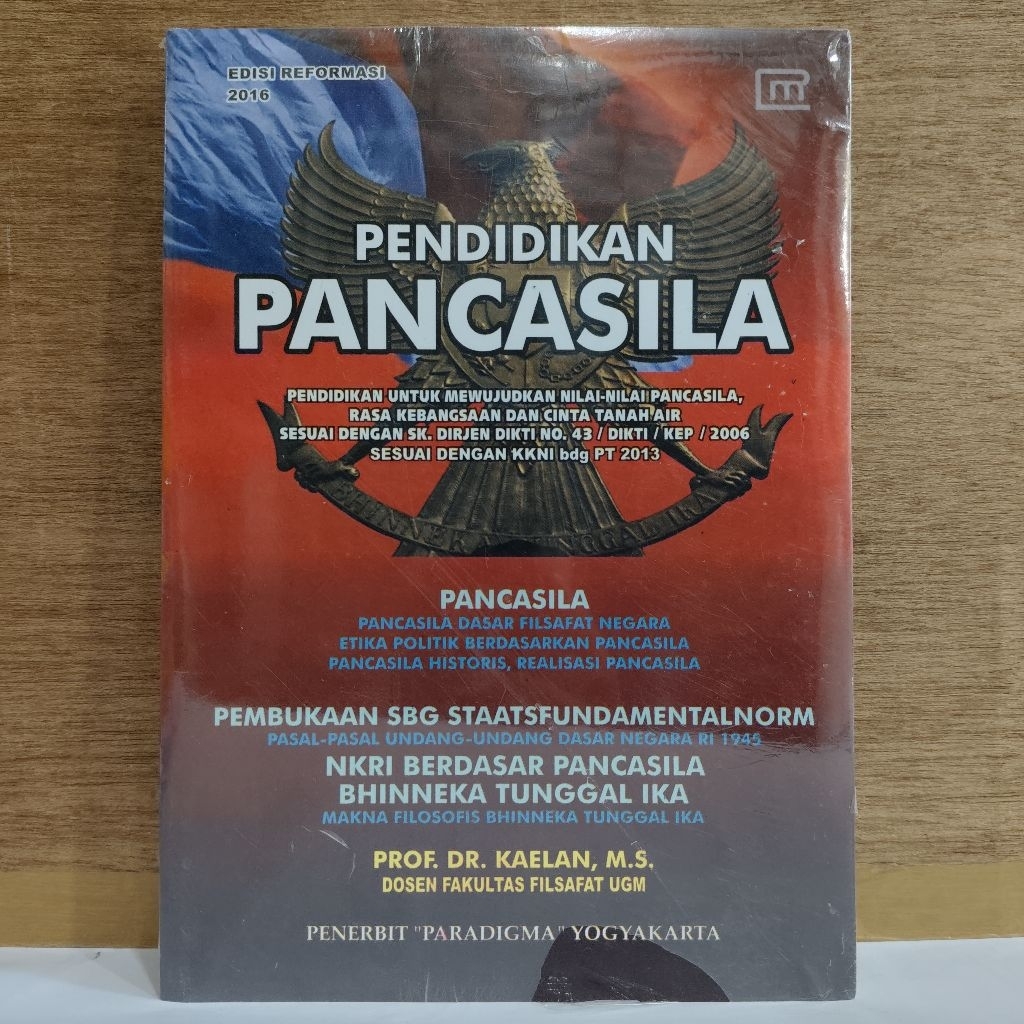 EDISI REFORMASI
2016
m
PENDIDIKAN
PANCASILA
PENDIDIKAN UNTUK MEWUJUDKAN NILAI-NILAI PANCASILA,
RASA KEBANGSAAN DAN CINTA TANAH AIR
SESUAI DENGAN SK. DIRJEN DIKTI NO. 43 / DIKTI / KEP / 2006
SESUAI DENGAN KKNI bdg PT 2013
BHINNEKA TUNGGAL IKA
PANCASILA
PANCASILA DASAR FILSAFAT NEGARA
ETIKA POLITIK BERDASARKAN PANCASILA
PANCASILA HISTORIS, REALISASI PANCASILA
PEMBUKAAN SBG STAATSFUNDAMENTALNORM
PASAL-PASAL UNDANG-UNDANG DASAR NEGARA RI 1945
NKRI BERDASAR PANCASILA
BHINNEKA TUNGGAL IKA
MAKNA FILOSOFIS BHINNEKA TUNGGAL IKA
PROF. DR. KAELAN, M.S.
DOSEN FAKULTAS FILSAFAT UGM
PENERBIT "PARADIGMA" YOGYAKARTA